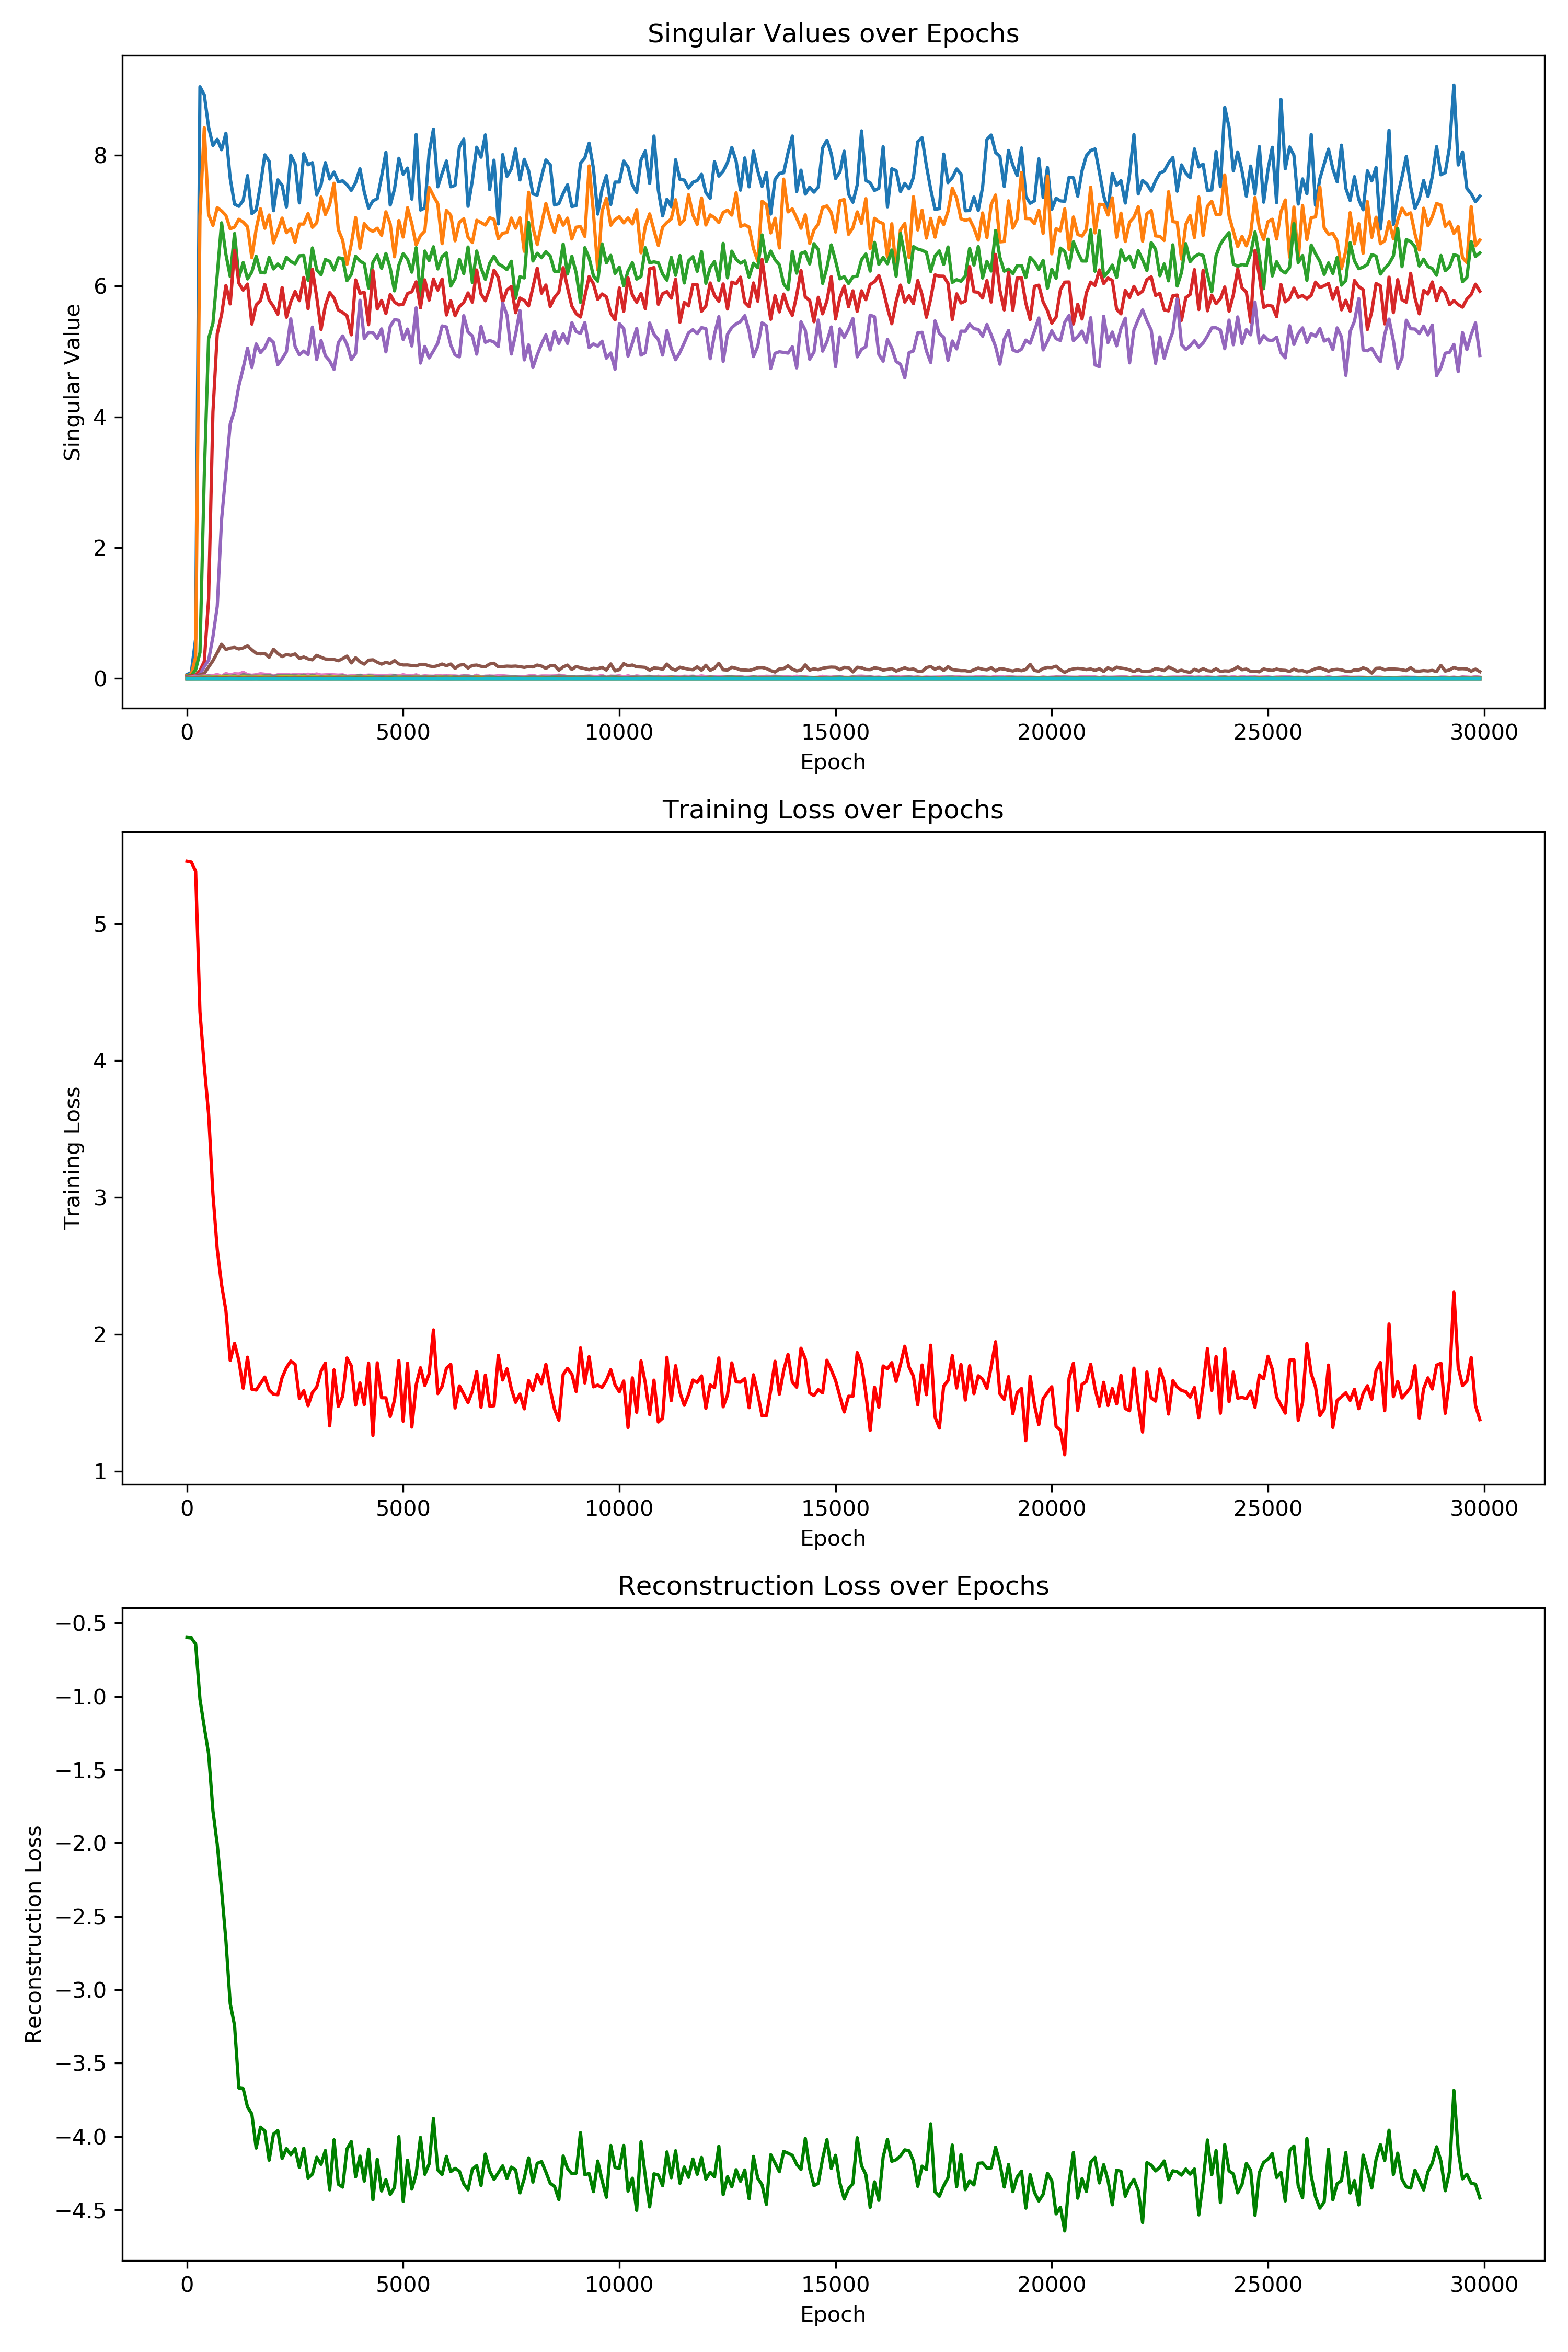 Singular Values over Epochs
Singular Value
8
6
4
2
0
0 5000 10000 15000 20000 25000 30000
Epoch
Training Loss over Epochs
Training Loss
5
4
3
2
1
0 5000 10000 15000 20000 25000 30000
Epoch
Reconstruction Loss over Epochs
Reconstruction Loss
−0.5
−1.0
−1.5
−2.0
−2.5
−3.0
−3.5
−4.0
−4.5
0 5000 10000 15000 20000 25000 30000
Epoch